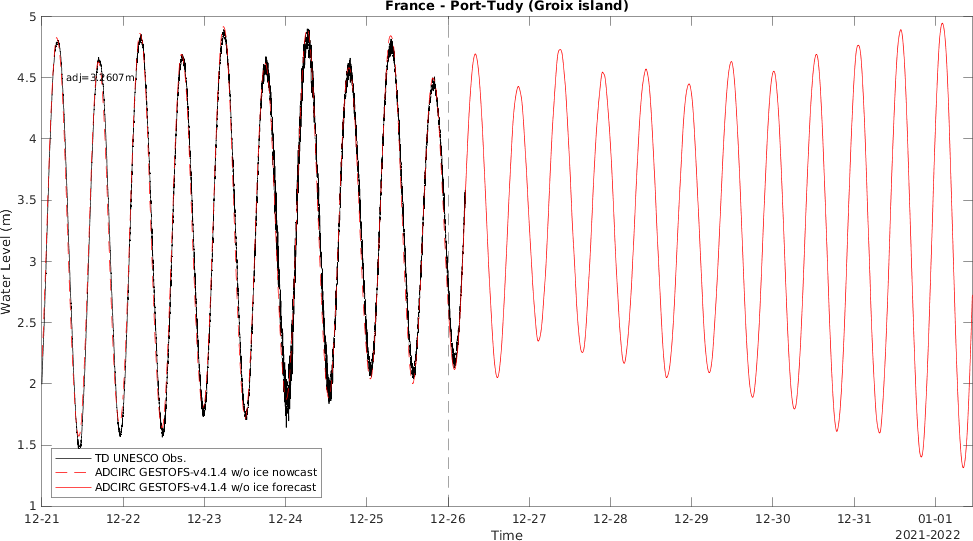 France - Port-Tudy (Groix island)
5
4.5
4
3.5
3
2.5
2
1.5
1
Water Level (m)
adj=3.2607m
TD UNESCO Obs.
ADCIRC GESTOFS-v4.1.4 w/o ice nowcast
ADCIRC GESTOFS-v4.1.4 w/o ice forecast
12-21 12-22 12-23 12-24 12-25 12-26 12-27 12-28 12-29 12-30 12-31 01-01
Time
2021-2022